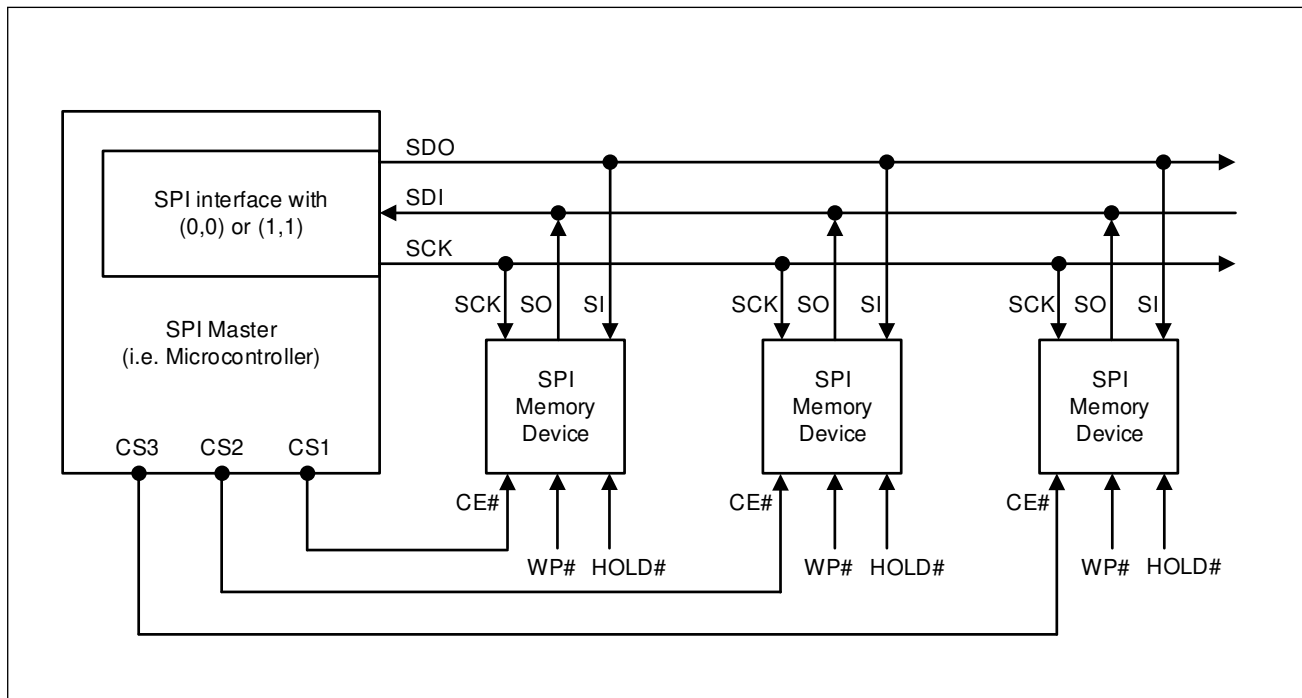 SDO
SPI interface with
(0,0) or (1,1)
SDI
SCK
SPI Master
(i.e. Microcontroller)
SCK SO SI
SCK SO SI
SCK SO SI
SPI
Memory
Device
SPI
Memory
Device
SPI
Memory
Device
CS3 CS2 CS1
CE#
CE#
CE#
WP# HOLD#
WP# HOLD#
WP# HOLD#